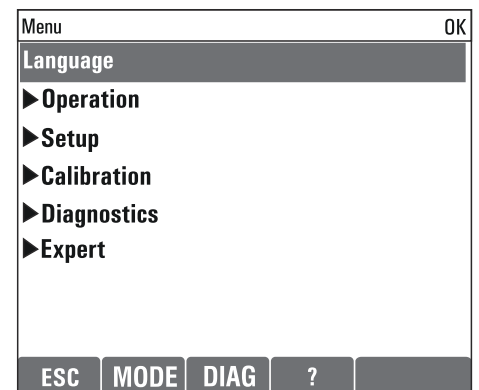 Menu OK
Language
▶Operation
▶Setup
▶Calibration
▶Diagnostics
▶Expert
ESC MODE DIAG ?